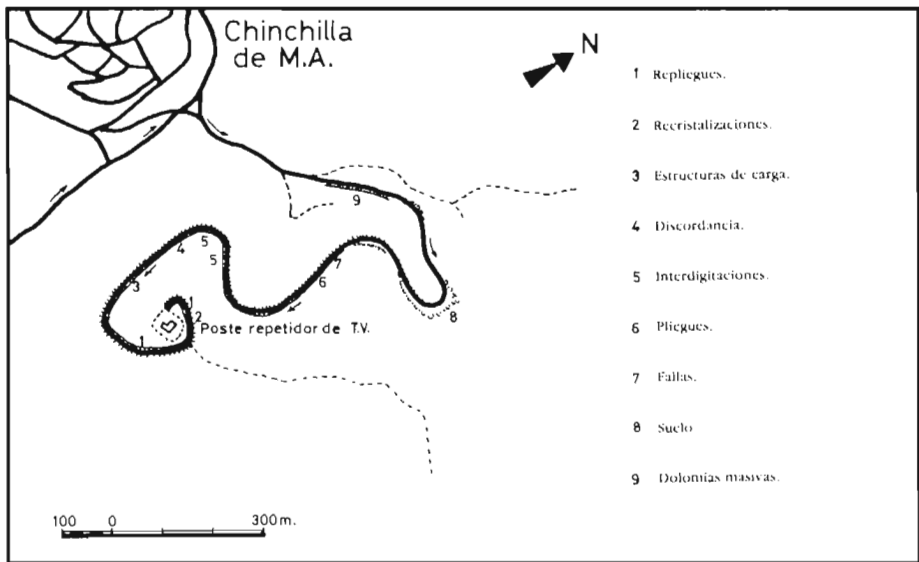 Chinchilla
de M.A.
N
1 Repliegues.
2 Recristalizaciones.
3 Estructuras de carga.
4 Discordancia.
5 Interdigitaciones.
6 Pliegues.
7 Fallas.
8 Suelo
9 Dolomías masivas.
9
5
4
5
7
3
6
8
1
2
Poste repetidor de T.V.
1
100 0 300 m.